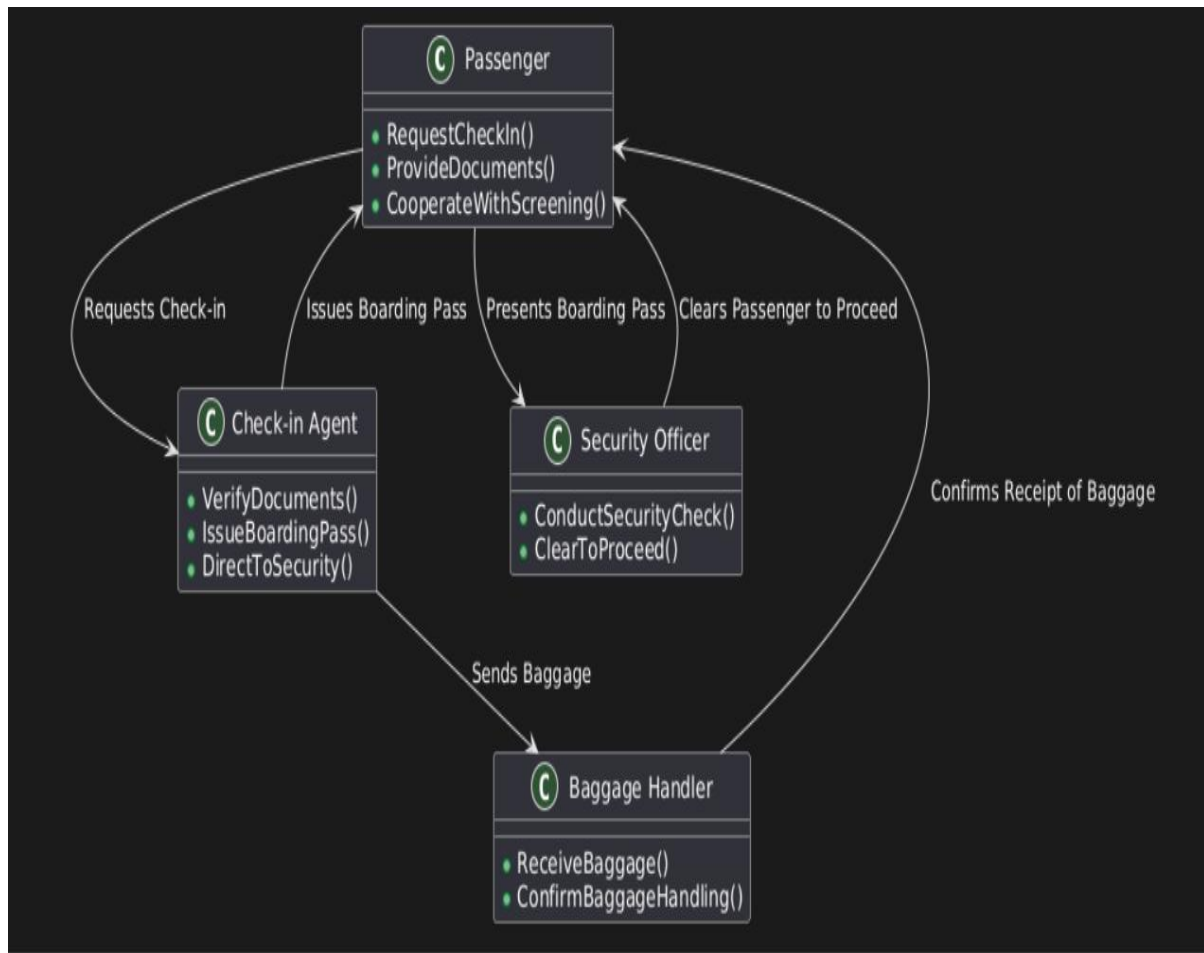 C Passenger
RequestCheckIn()
ProvideDocuments()
CooperateWithScreening()
Requests Check-in
Issues Boarding Pass
Presents Boarding Pass
Clears Passenger to Proceed
C Check-in Agent
VerifyDocuments()
IssueBoardingPass()
DirectToSecurity()
C Security Officer
ConductSecurityCheck()
ClearToProceed()
Confirms Receipt of Baggage
Sends Baggage
C Baggage Handler
ReceiveBaggage()
ConfirmBaggageHandling()